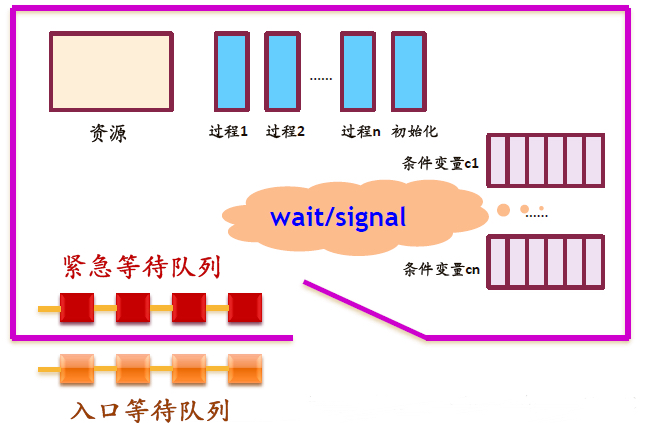 资源
过程1
过程2
......
过程n
初始化
条件变量c1
wait/signal
......
条件变量cn
紧急等待队列
入口等待队列